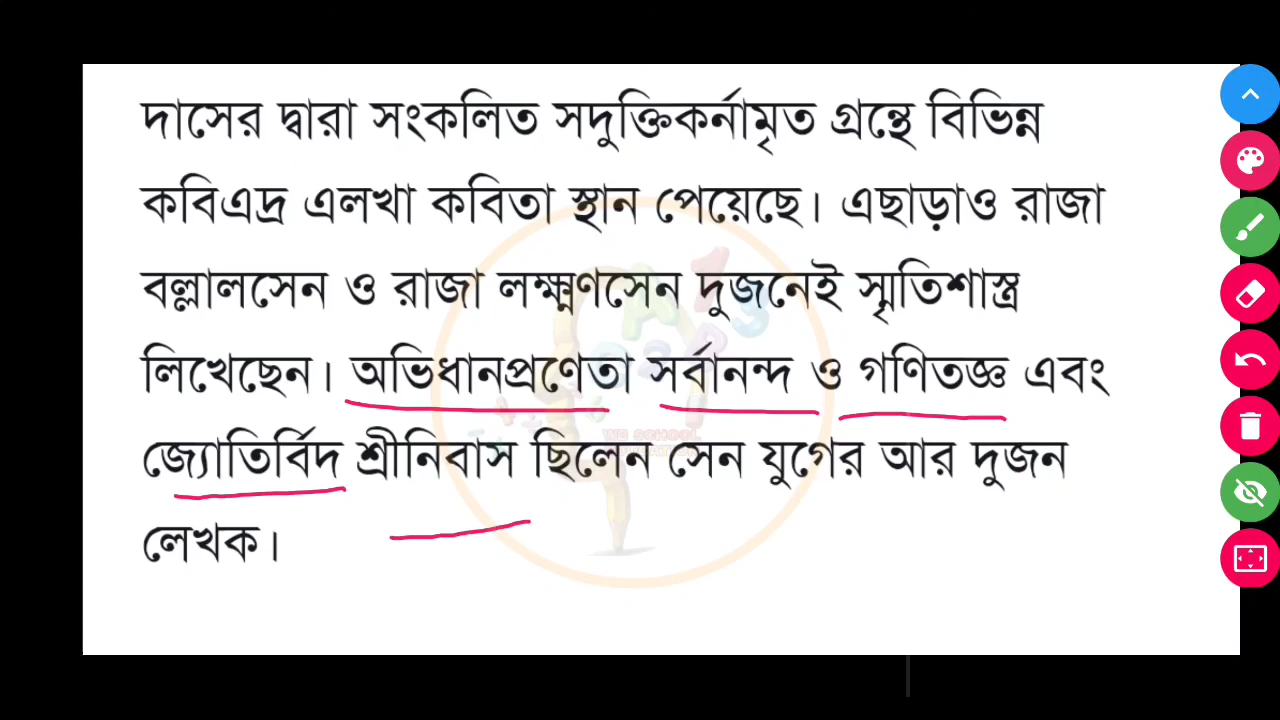 দাসের দ্বারা সংকলিত সদুক্তিকর্নামৃত গ্রন্থে বিভিন্ন
কবিএদ্র এলখা কবিতা স্থান পেয়েছে। এছাড়াও রাজা
বল্লালসেন ও রাজা লক্ষ্মণসেন দুজনেই স্মৃতিশাস্ত্র
লিখেছেন। অভিধানপ্রণেতা সর্বানন্দ ও গণিতজ্ঞ এবং
জ্যোতির্বিদ শ্রীনিবাস ছিলেন সেন যুগের আর দুজন
লেখক।